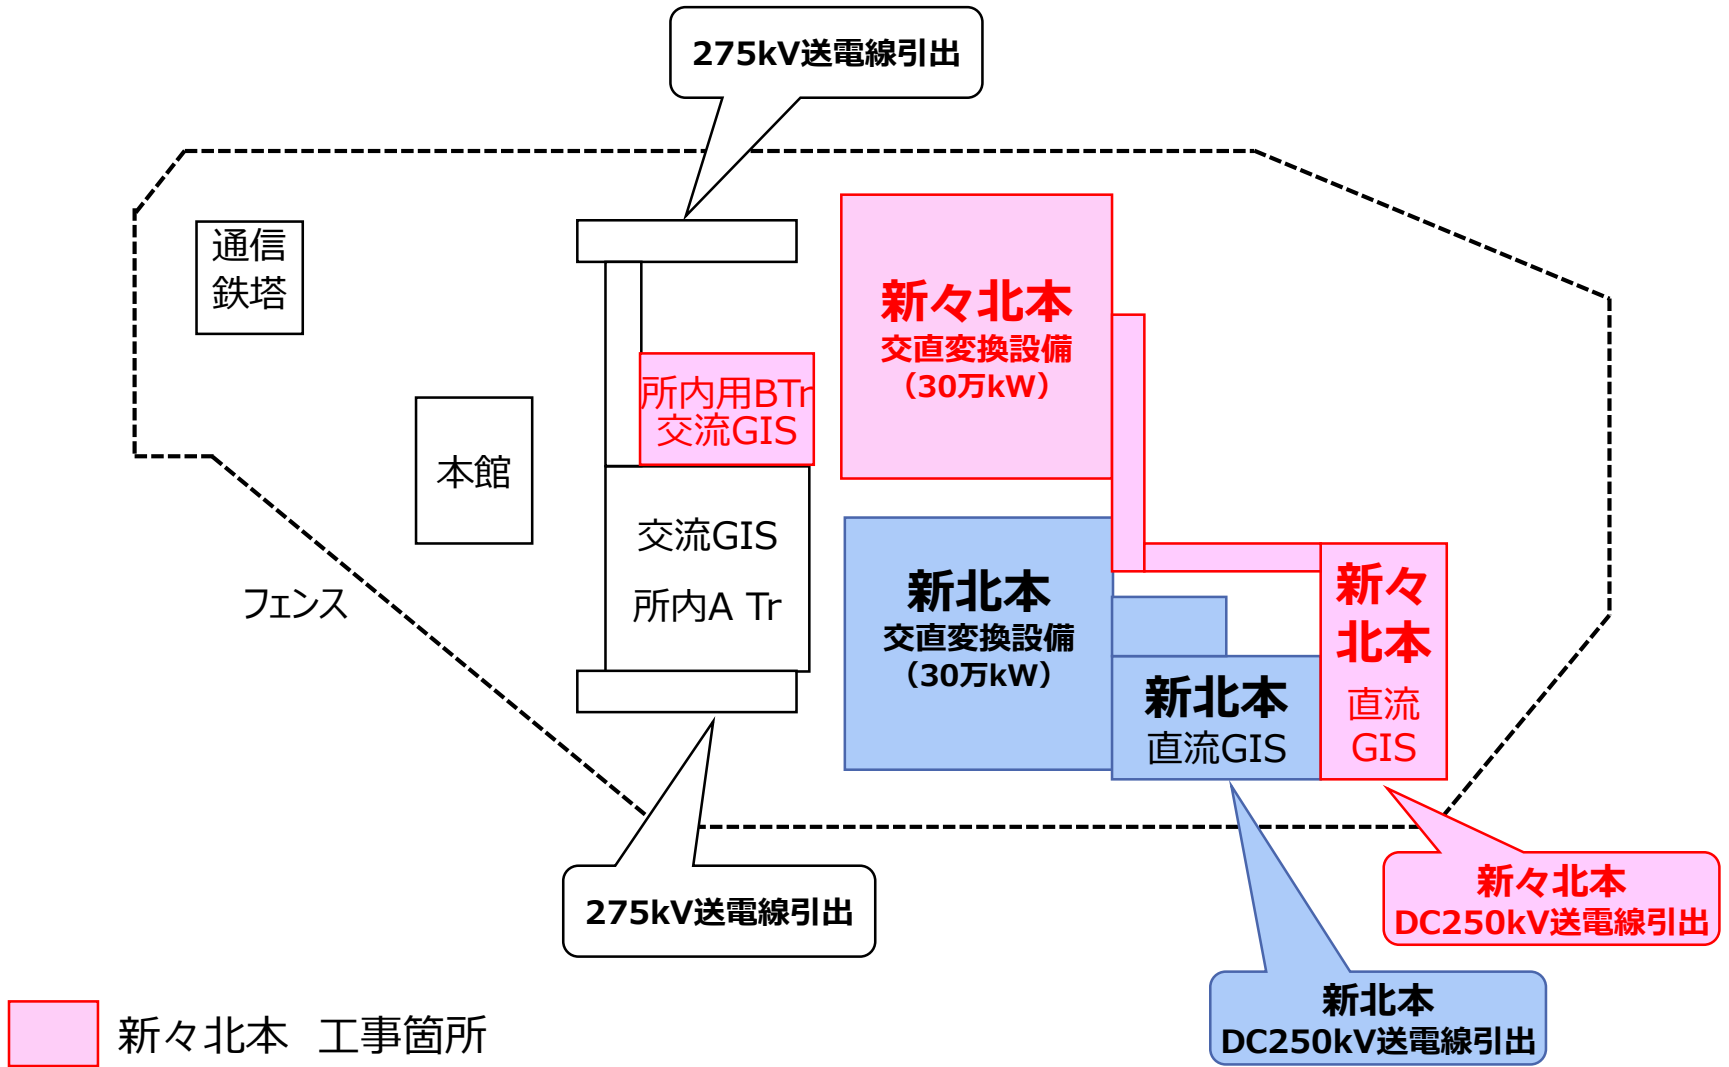 275kV送電線引出
通信
鉄塔
新々北本
交直変換設備
（30万kW）
所内用BTr
交流GIS
本館
交流GIS
所内A Tr
フェンス
新北本
交直変換設備
（30万kW）
新々
北本
直流
GIS
新北本
直流GIS
275kV送電線引出
新々北本
DC250kV送電線引出
新北本
DC250kV送電線引出
新々北本　工事箇所